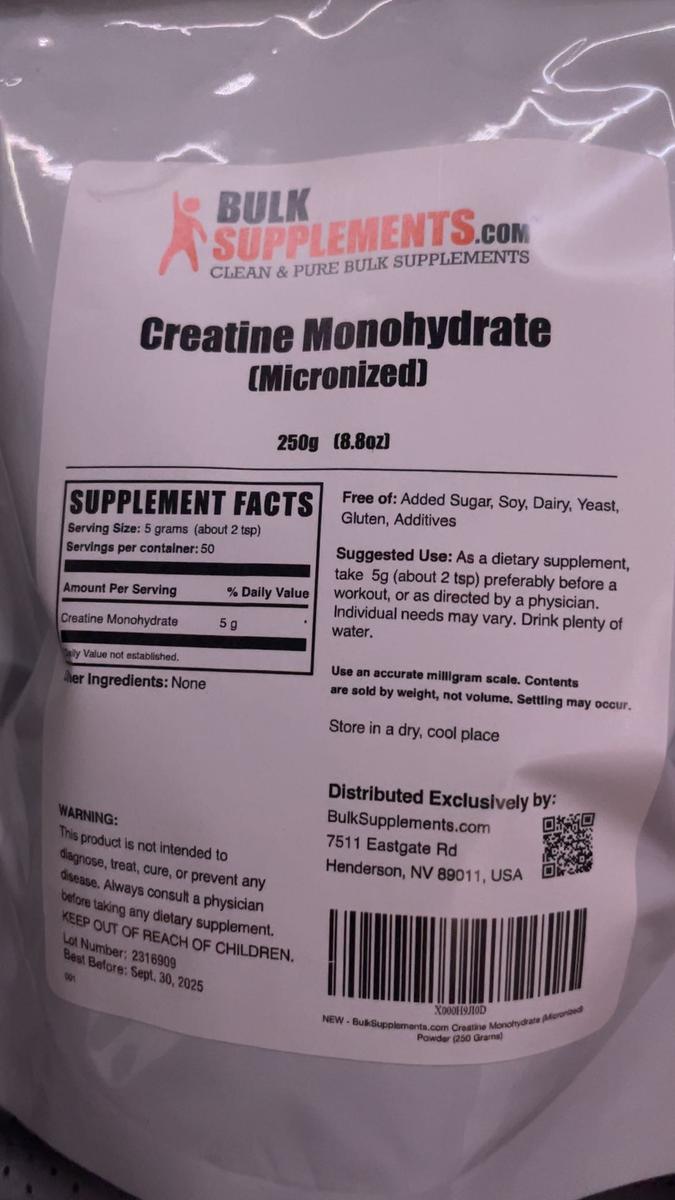 BULK
SUPPLEMENTS.COM
CLEAN & PURE BULK SUPPLEMENTS
Creatine Monohydrate
(Micronized)
250g (8.8oz)
SUPPLEMENT FACTS
Serving Size: 5 grams (about 2 tsp)
Servings per container: 50
Amount Per Serving % Daily Value
Creatine Monohydrate 5 g *
Daily Value not established.
her Ingredients: None
Free of: Added Sugar, Soy, Dairy, Yeast,
Gluten, Additives
Suggested Use: As a dietary supplement,
take 5g (about 2 tsp) preferably before a
workout, or as directed by a physician.
Individual needs may vary. Drink plenty of
water.
Use an accurate milligram scale. Contents
are sold by weight, not volume. Settling may occur.
Store in a dry, cool place
WARNING:
This product is not intended to
diagnose, treat, cure, or prevent any
disease. Always consult a physician
before taking any dietary supplement.
KEEP OUT OF REACH OF CHILDREN.
Lot Number: 2316909
Best Before: Sept. 30, 2025
001
Distributed Exclusively by:
BulkSupplements.com
7511 Eastgate Rd
Henderson, NV 89011, USA
X000H9JI0D
NEW - BulkSupplements.com Creatine Monohydrate (Micronized)
Powder (250 Grams)